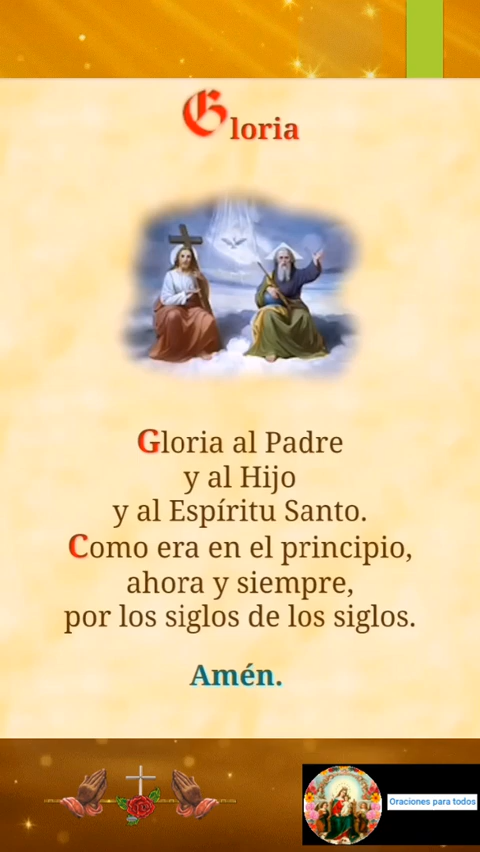 Gloria
Gloria al Padre
y al Hijo
y al Espíritu Santo.
Como era en el principio,
ahora y siempre,
por los siglos de los siglos.
Amén.
Oraciones para todos